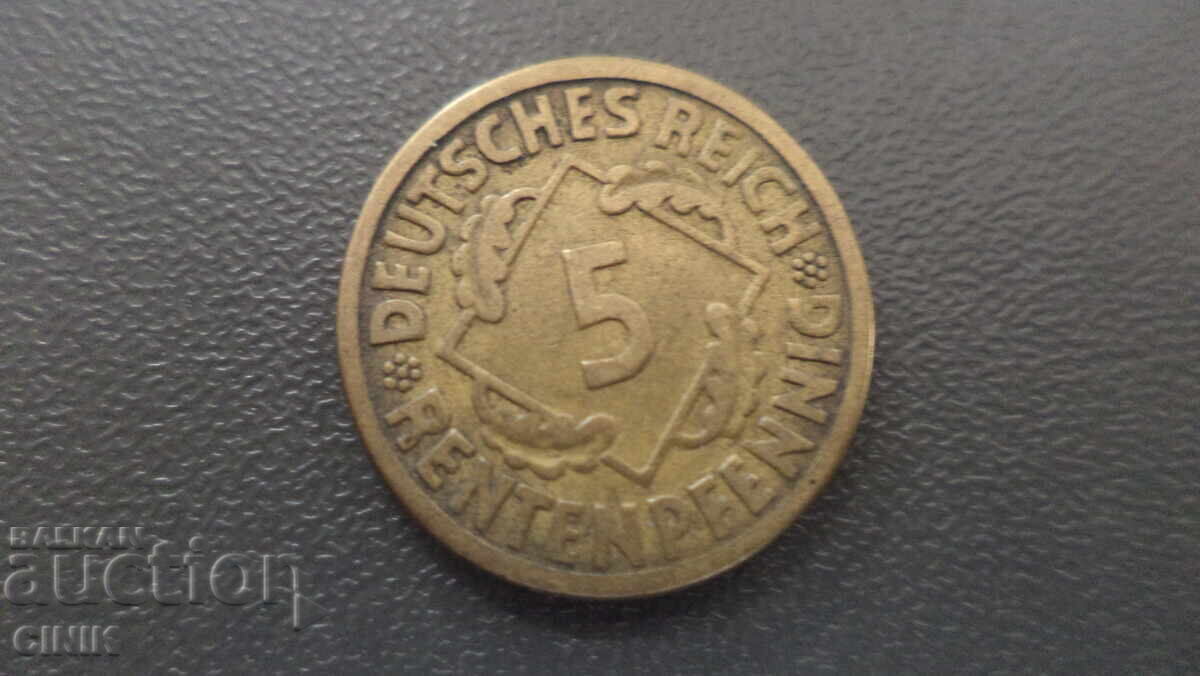 DEUTSCHES REICH
5
RENTENPFENNIG
BALKAN
auction
CINIK